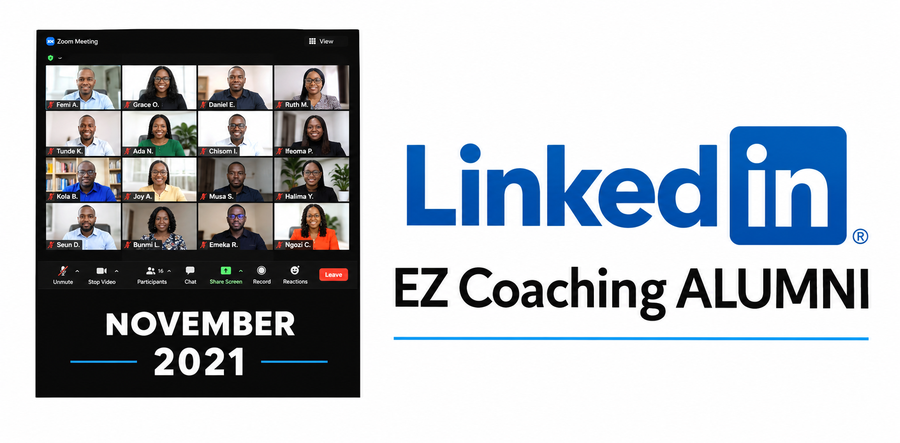 Zoom Meeting
View
Femi A.
Grace O.
Daniel E.
Ruth M.
Tunde K.
Ada N.
Chisom I.
Ifeoma P.
Kola B.
Joy A.
Musa S.
Halima Y.
Seun D.
Bunmi L.
Emeka R.
Ngozi C.
Unmute
Stop Video
Participants 16
Chat
Share Screen
Record
Reactions
Leave
NOVEMBER
2021
LinkedIn®
EZ Coaching ALUMNI